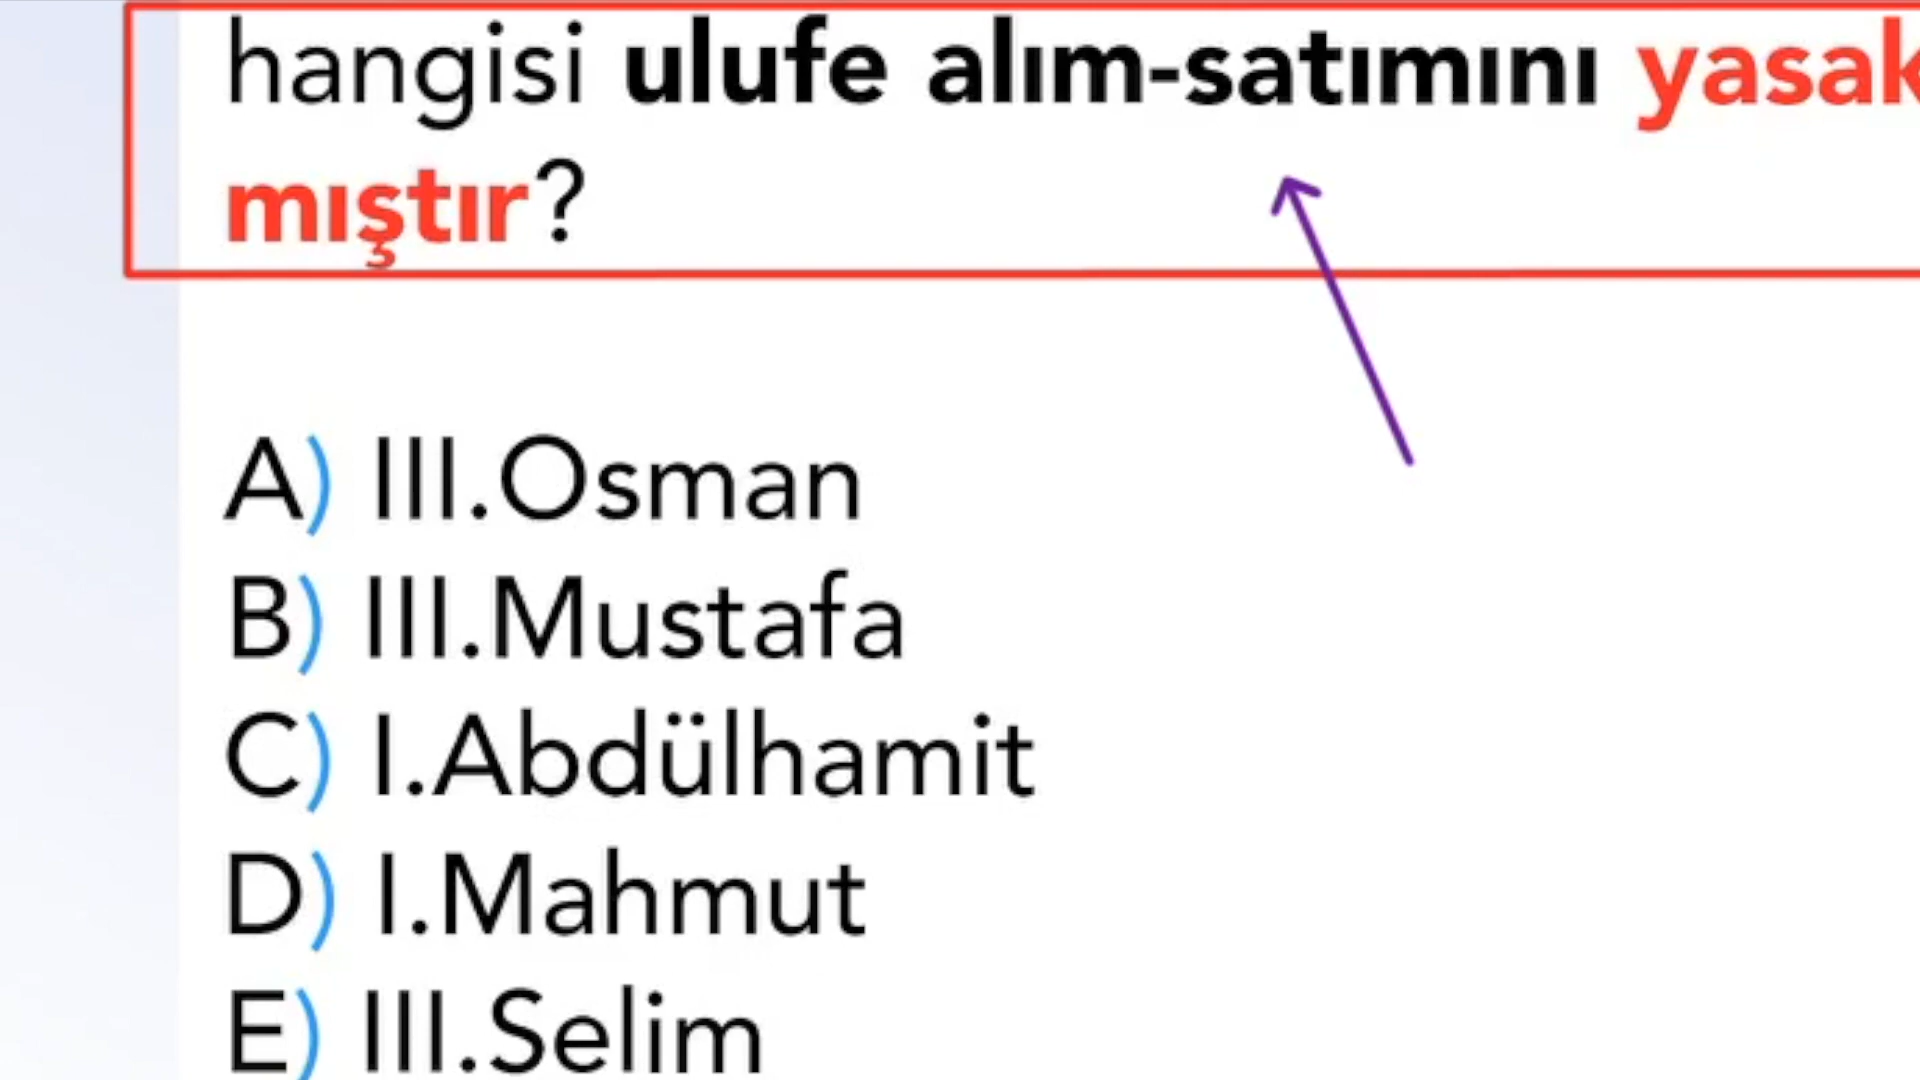 hangisi ulufe alım-satımını yasak
mıştır?
A) III.Osman
B) III.Mustafa
C) I.Abdülhamit
D) I.Mahmut
E) III.Selim